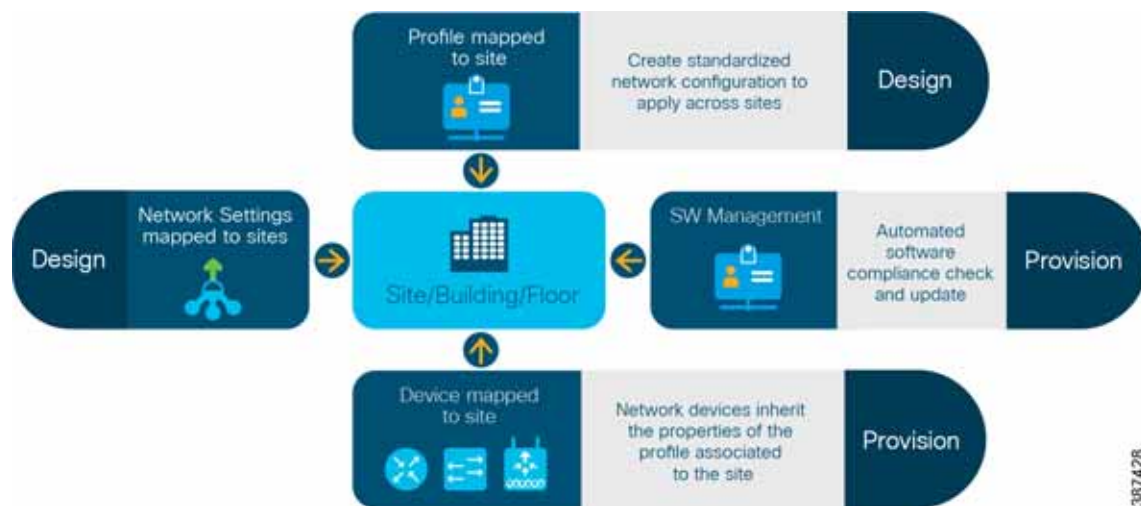 Profile mapped
to site
Create standardized
network configuration to
apply across sites
Design
Design
Network Settings
mapped to sites
Site/Building/Floor
SW Management
Automated
software
compliance check
and update
Provision
Device mapped
to site
Network devices inherit
the properties of the
profile associated
to the site
Provision
387428